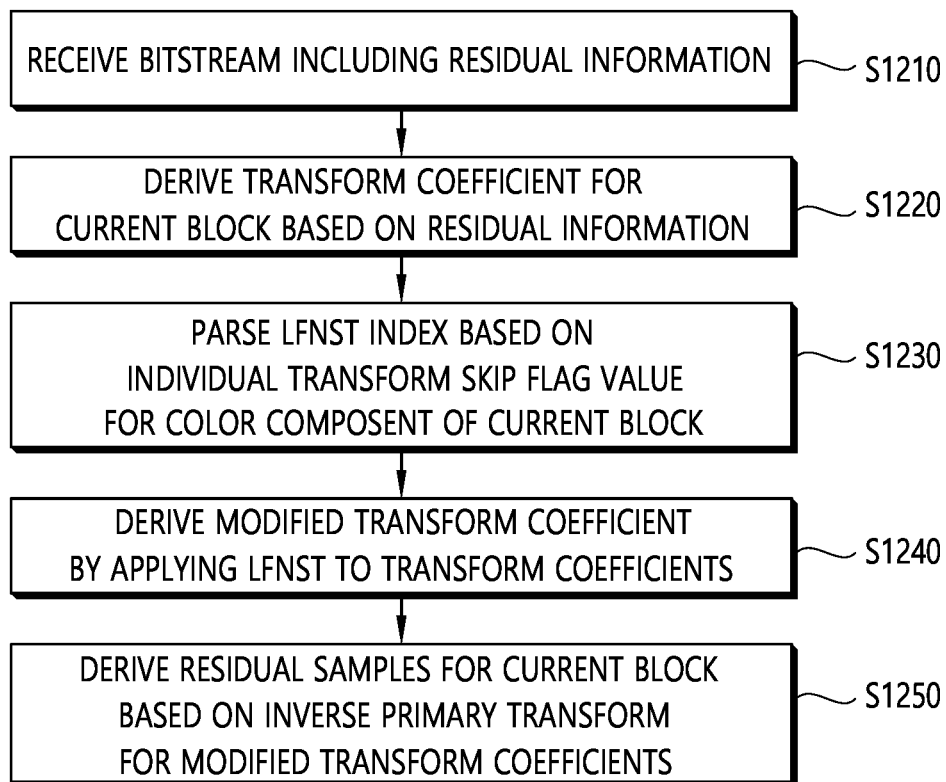 RECEIVE BITSTREAM INCLUDING RESIDUAL INFORMATION
S1210
DERIVE TRANSFORM COEFFICIENT FOR
CURRENT BLOCK BASED ON RESIDUAL INFORMATION
S1220
PARSE LFNST INDEX BASED ON
INDIVIDUAL TRANSFORM SKIP FLAG VALUE
FOR COLOR COMPONENT OF CURRENT BLOCK
S1230
DERIVE MODIFIED TRANSFORM COEFFICIENT
BY APPLYING LFNST TO TRANSFORM COEFFICIENTS
S1240
DERIVE RESIDUAL SAMPLES FOR CURRENT BLOCK
BASED ON INVERSE PRIMARY TRANSFORM
FOR MODIFIED TRANSFORM COEFFICIENTS
S1250